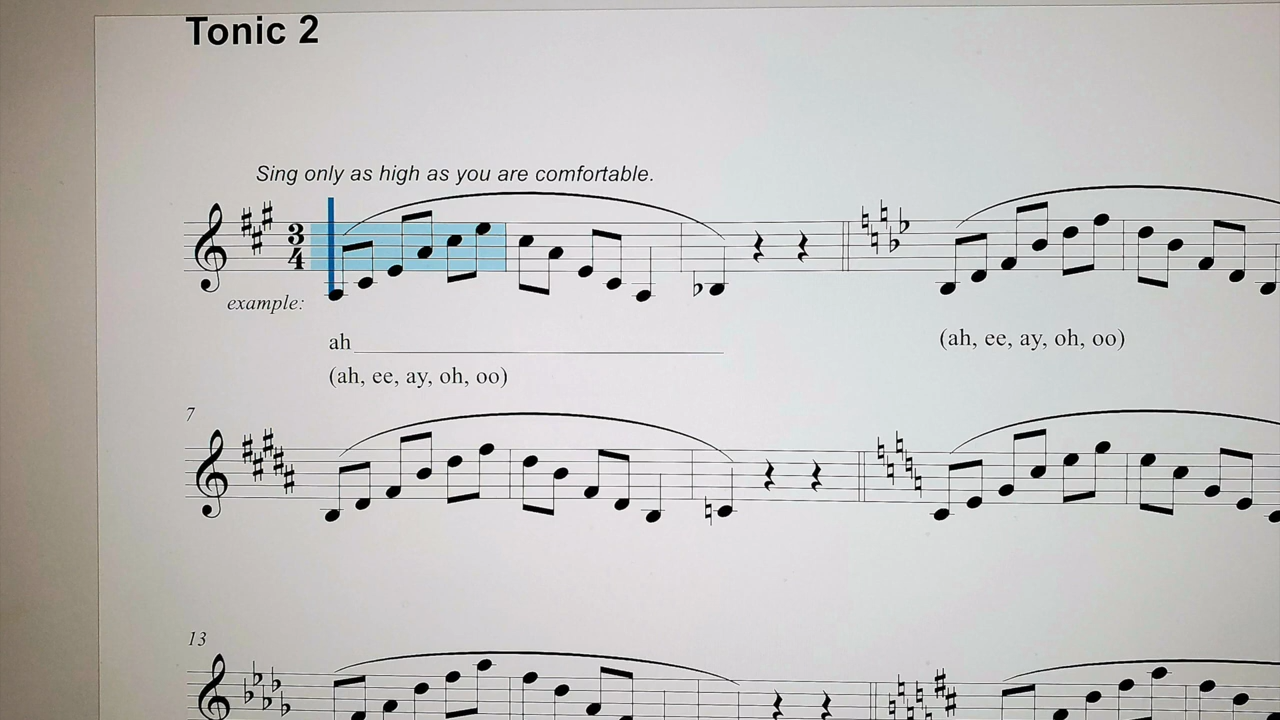 Tonic 2
Sing only as high as you are comfortable.
3
4
example:
ah
(ah, ee, ay, oh, oo)
(ah, ee, ay, oh, oo)
7
13